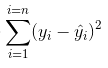 \sum_{i=1}^{i=n} (y_i - \hat{y_i})^2